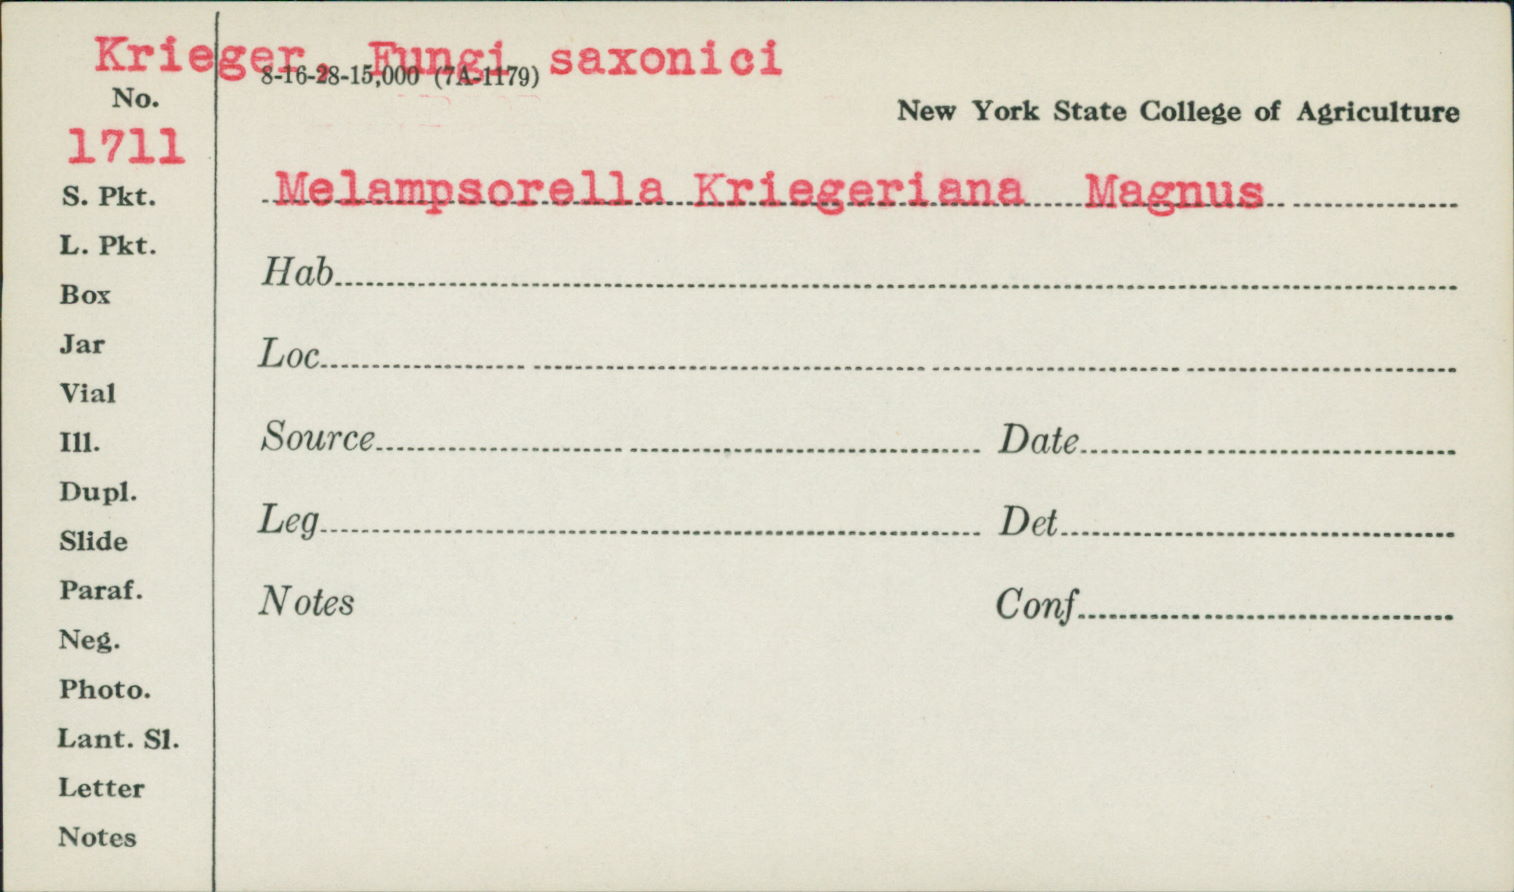 Krieger, Fungi saxonici
8-16-28-15,000 (7A-1179)
No.
New York State College of Agriculture
1711
Melampsorella Kriegeriana Magnus
S. Pkt.
L. Pkt.
Hab
Box
Loc
Jar
Vial
Source Date
Ill.
Dupl.
Leg Det
Slide
Paraf.
Notes Conf
Neg.
Photo.
Lant. Sl.
Letter
Notes